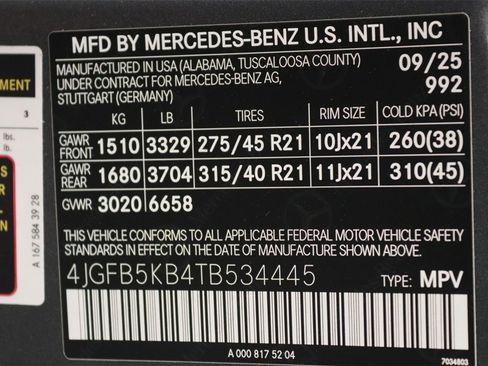 MFD BY MERCEDES-BENZ U.S. INTL., INC
MANUFACTURED IN USA (ALABAMA, TUSCALOOSA COUNTY) 09/25
UNDER CONTRACT FOR MERCEDES-BENZ AG, 992
STUTTGART (GERMANY)
KG LB TIRES RIM SIZE COLD KPA (PSI)
GAWR FRONT 1510 3329 275/45 R21 10Jx21 260(38)
GAWR REAR 1680 3704 315/40 R21 11Jx21 310(45)
GVWR 3020 6658
THIS VEHICLE CONFORMS TO ALL APPLICABLE FEDERAL MOTOR VEHICLE SAFETY
STANDARDS IN EFFECT ON THE DATE OF MANUFACTURE SHOWN ABOVE.
4JGFB5KB4TB534445 TYPE: MPV
A 000 817 52 04
7034803
MENT
3
lbs.
lb.
S
R
-
N
A 167 584 39 28